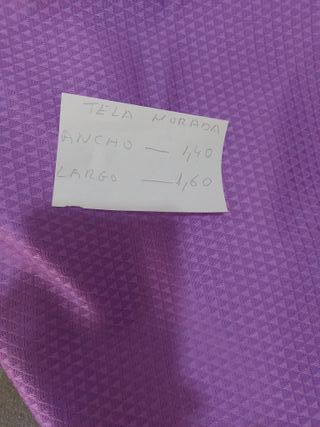 TELA MORADA
ANCHO — 1,40
LARGO — 1,60